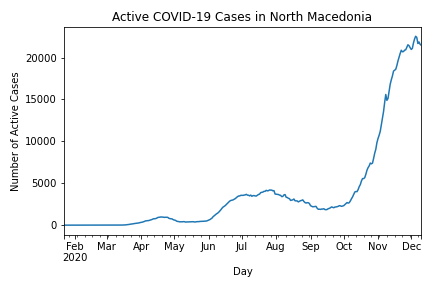 Active COVID-19 Cases in North Macedonia
Number of Active Cases
20000
15000
10000
5000
0
Feb Mar Apr May Jun Jul Aug Sep Oct Nov Dec
2020
Day